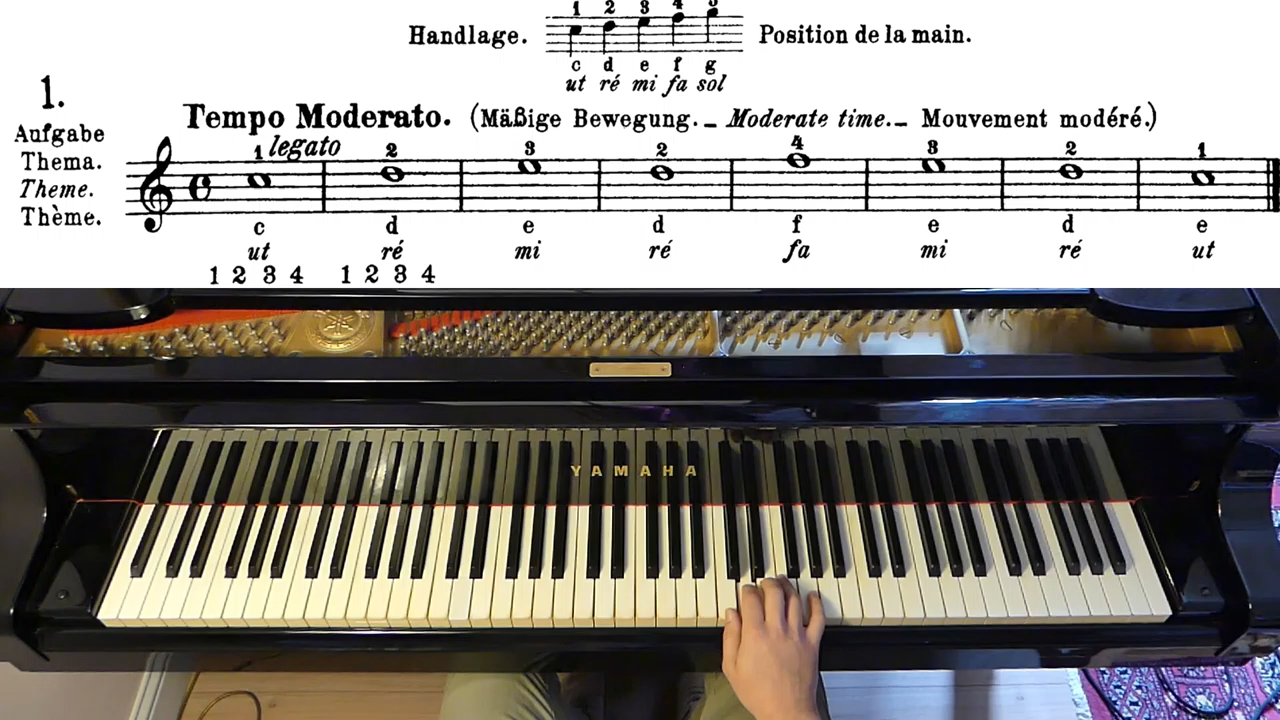 1 2 3 4 5
Handlage. Position de la main.
c d e f g
ut ré mi fa sol
1.
Tempo Moderato. (Mäßige Bewegung. _ Moderate time. _ Mouvement modéré.)
Aufgabe
Thema.
Theme.
Thème.
legato
1 2 3 2 4 3 2 1
c d e d f e d e
ut ré mi ré fa mi ré ut
1 2 3 4 1 2 3 4
YAMAHA